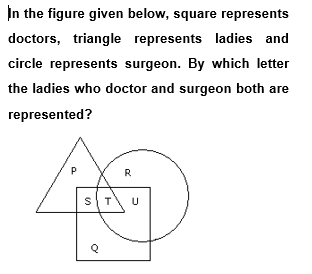 In the figure given below, square represents
doctors, triangle represents ladies and
circle represents surgeon. By which letter
the ladies who doctor and surgeon both are
represented?
P R
S T U
Q